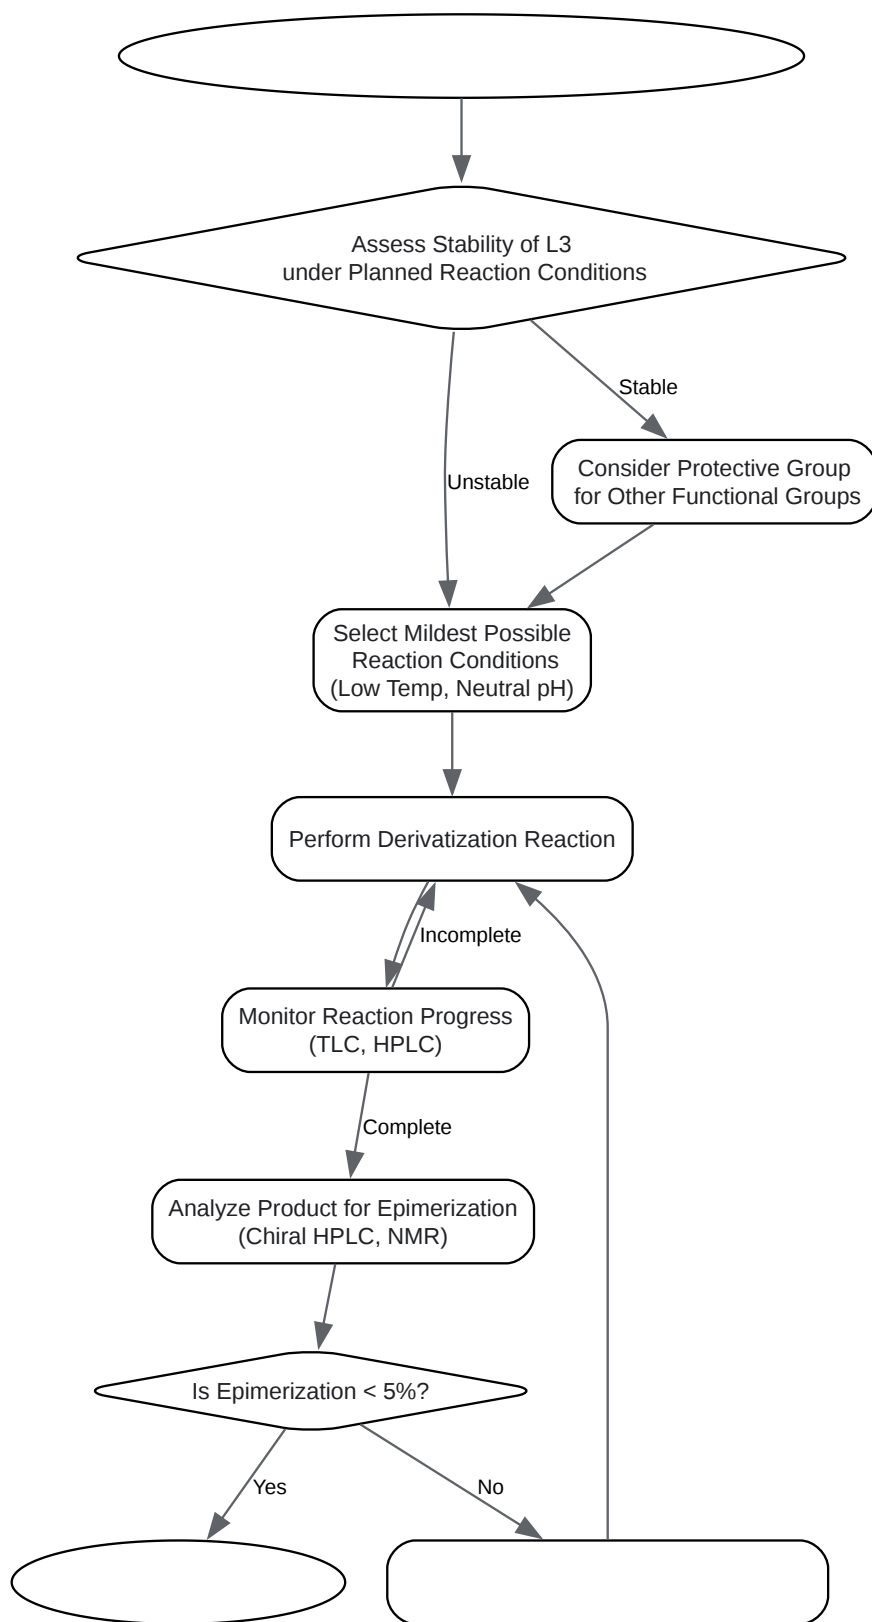 Assess Stability of L3
under Planned Reaction Conditions
Stable
Unstable
Consider Protective Group
for Other Functional Groups
Select Mildest Possible
Reaction Conditions
(Low Temp, Neutral pH)
Perform Derivatization Reaction
Incomplete
Monitor Reaction Progress
(TLC, HPLC)
Complete
Analyze Product for Epimerization
(Chiral HPLC, NMR)
Is Epimerization < 5%?
Yes
No